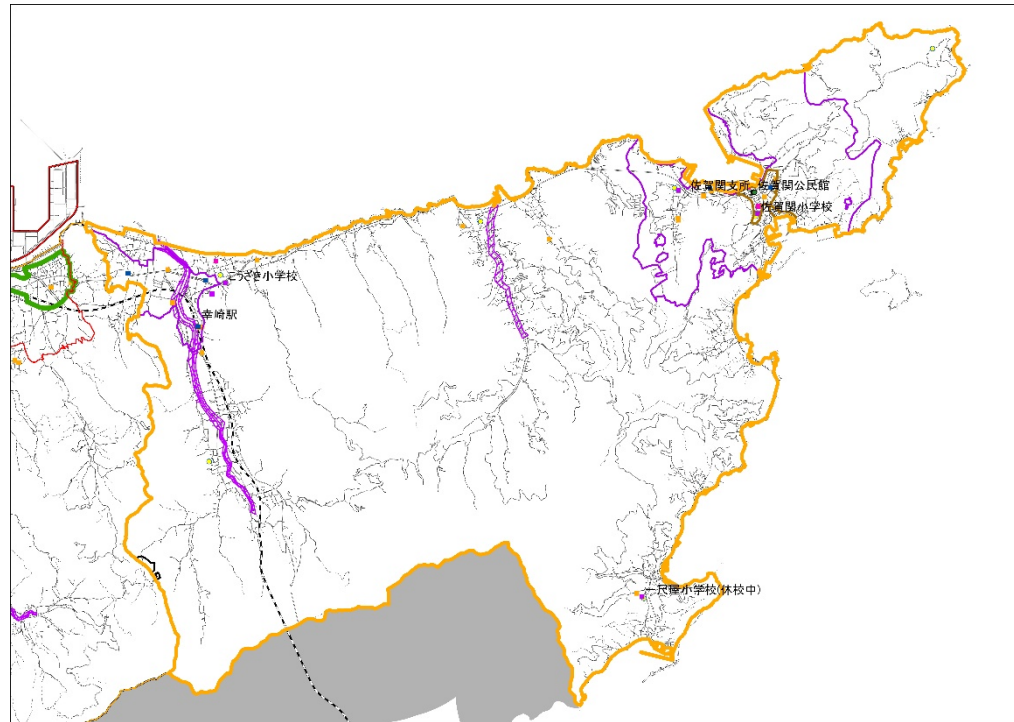 佐賀関支所
佐賀関公民館
佐賀関小学校
こうざき小学校
幸崎駅
一尺屋小学校(休校中)